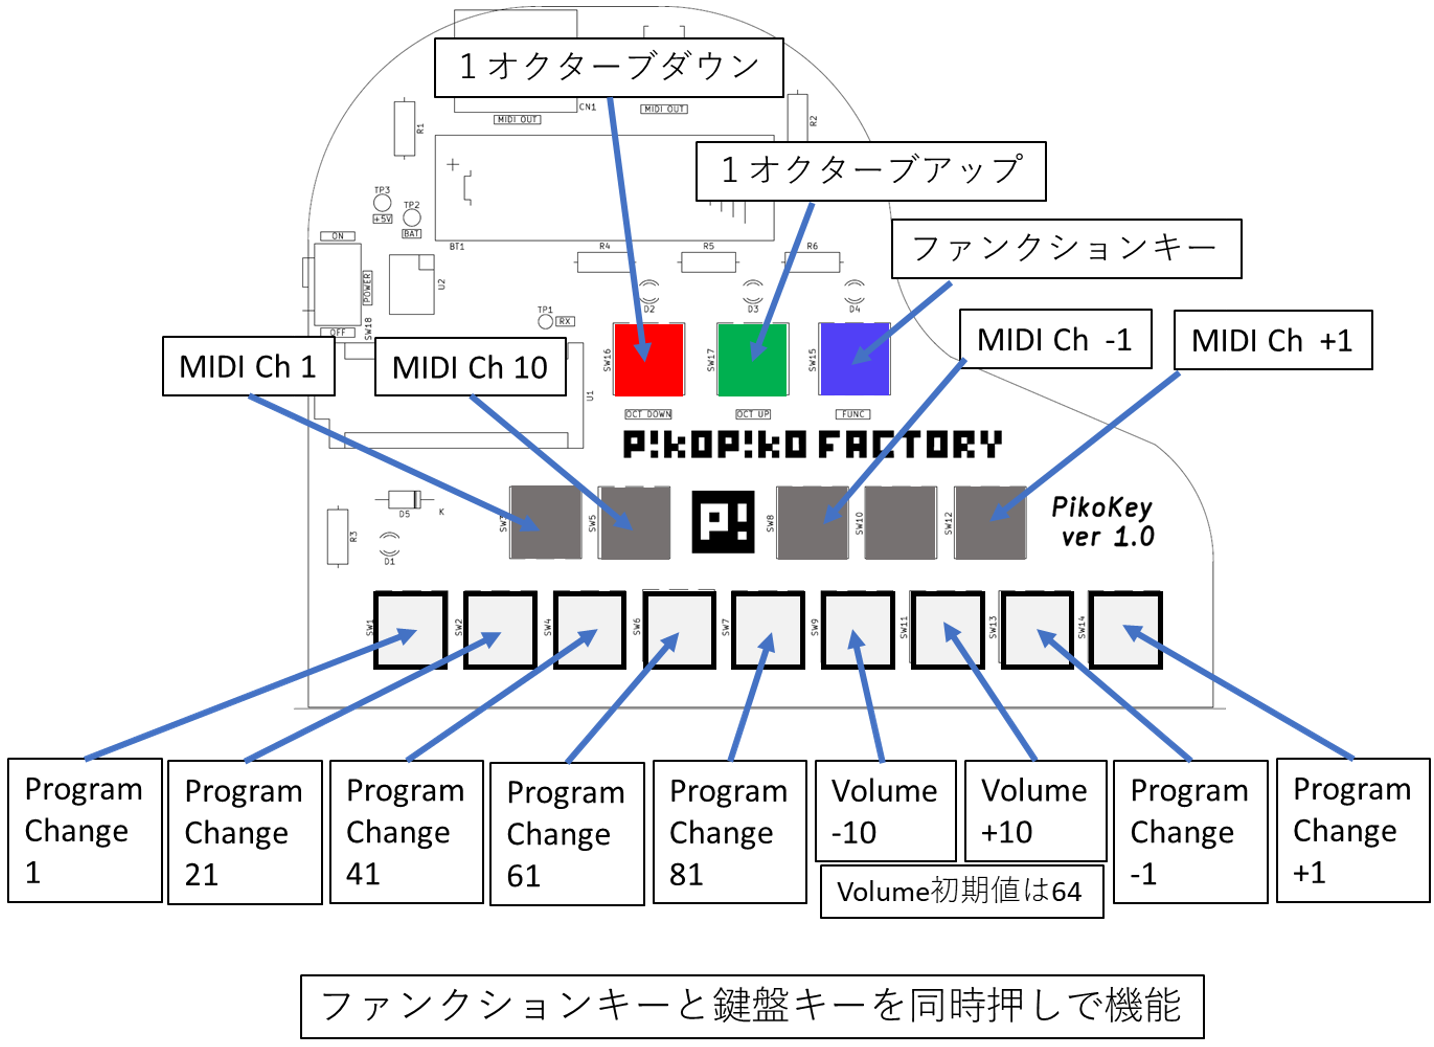 1オクターブダウン
CN1
MIDI OUT
MIDI OUT
R1
R2
1オクターブアップ
TP3
+5V
TP2
BAT
BT1
ファンクションキー
ON
POWER
OFF
SW18
U2
R4
R5
R6
D2
D3
D4
TP1
RX
MIDI Ch 1
MIDI Ch 10
U1
SW16
SW17
SW15
MIDI Ch -1
MIDI Ch +1
OCT DOWN
OCT UP
FUNC
P!KOP!KO FACTORY
D5
K
R3
D1
SW3
SW5
P!
SW8
SW10
SW12
PikoKey
ver 1.0
SW1
SW2
SW4
SW6
SW7
SW9
SW11
SW13
SW14
Program
Change
1
Program
Change
21
Program
Change
41
Program
Change
61
Program
Change
81
Volume
-10
Volume
+10
Volume初期値は64
Program
Change
-1
Program
Change
+1
ファンクションキーと鍵盤キーを同時押しで機能